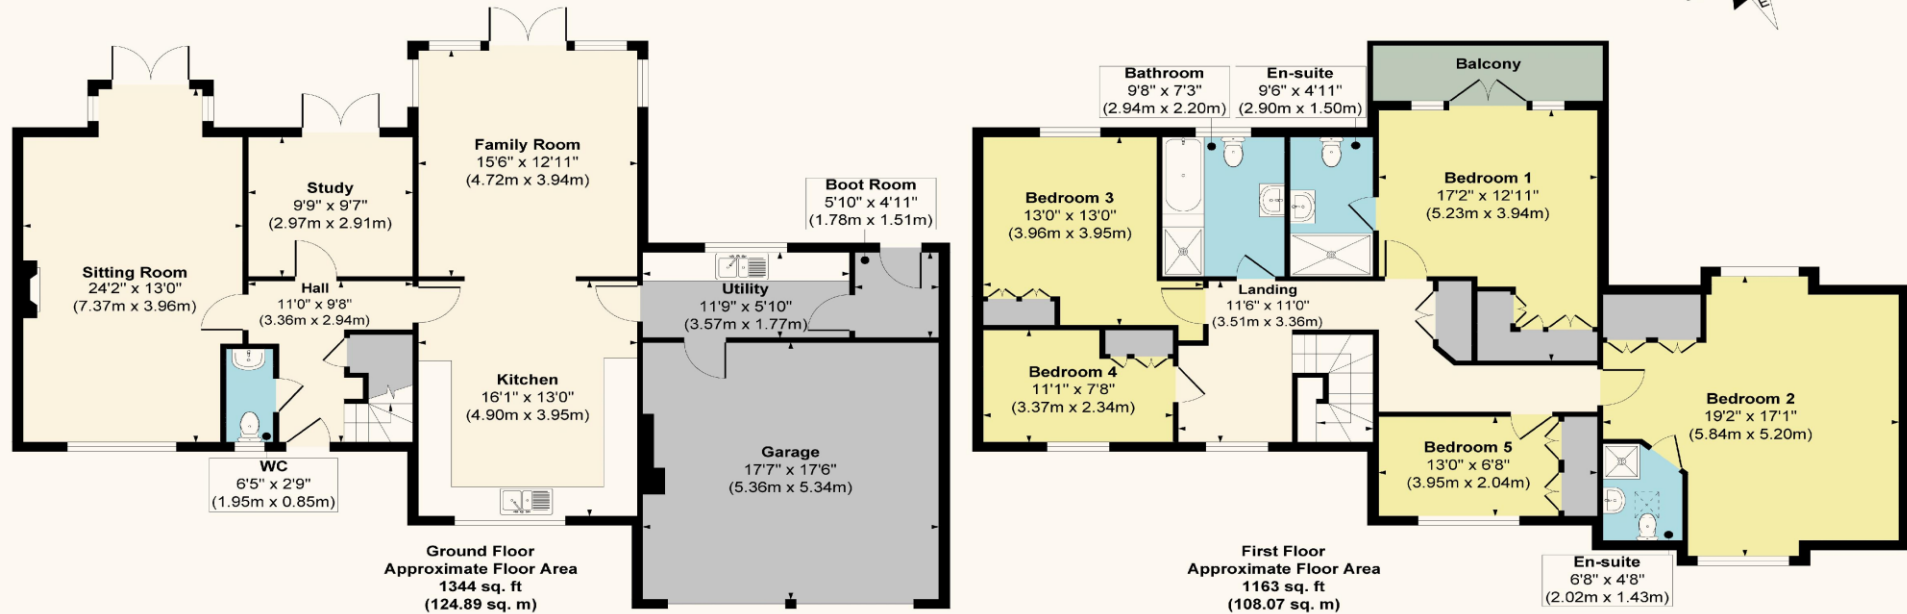 Sitting Room
24'2" x 13'0"
(7.37m x 3.96m)
Study
9'9" x 9'7"
(2.97m x 2.91m)
Hall
11'0" x 9'8"
(3.36m x 2.94m)
WC
6'5" x 2'9"
(1.95m x 0.85m)
Family Room
15'6" x 12'11"
(4.72m x 3.94m)
Kitchen
16'1" x 13'0"
(4.90m x 3.95m)
Boot Room
5'10" x 4'11"
(1.78m x 1.51m)
Utility
11'9" x 5'10"
(3.57m x 1.77m)
Garage
17'7" x 17'6"
(5.36m x 5.34m)
Ground Floor
Approximate Floor Area
1344 sq. ft
(124.89 sq. m)
Bathroom
9'8" x 7'3"
(2.94m x 2.20m)
En-suite
9'6" x 4'11"
(2.90m x 1.50m)
Balcony
Bedroom 3
13'0" x 13'0"
(3.96m x 3.95m)
Bedroom 1
17'2" x 12'11"
(5.23m x 3.94m)
Landing
11'6" x 11'0"
(3.51m x 3.36m)
Bedroom 4
11'1" x 7'8"
(3.37m x 2.34m)
Bedroom 2
19'2" x 17'1"
(5.84m x 5.20m)
Bedroom 5
13'0" x 6'8"
(3.95m x 2.04m)
En-suite
6'8" x 4'8"
(2.02m x 1.43m)
First Floor
Approximate Floor Area
1163 sq. ft
(108.07 sq. m)
E